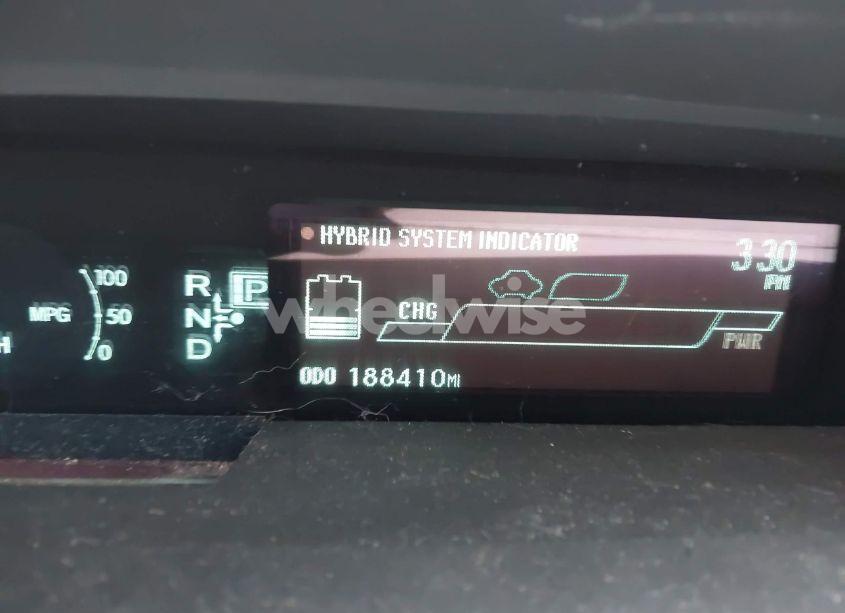 HYBRID SYSTEM INDICATOR
3:30
PM
100
MPG
50
0
H
R
P
N
D
CHG
PWR
ODO 188410MI
wheelwise